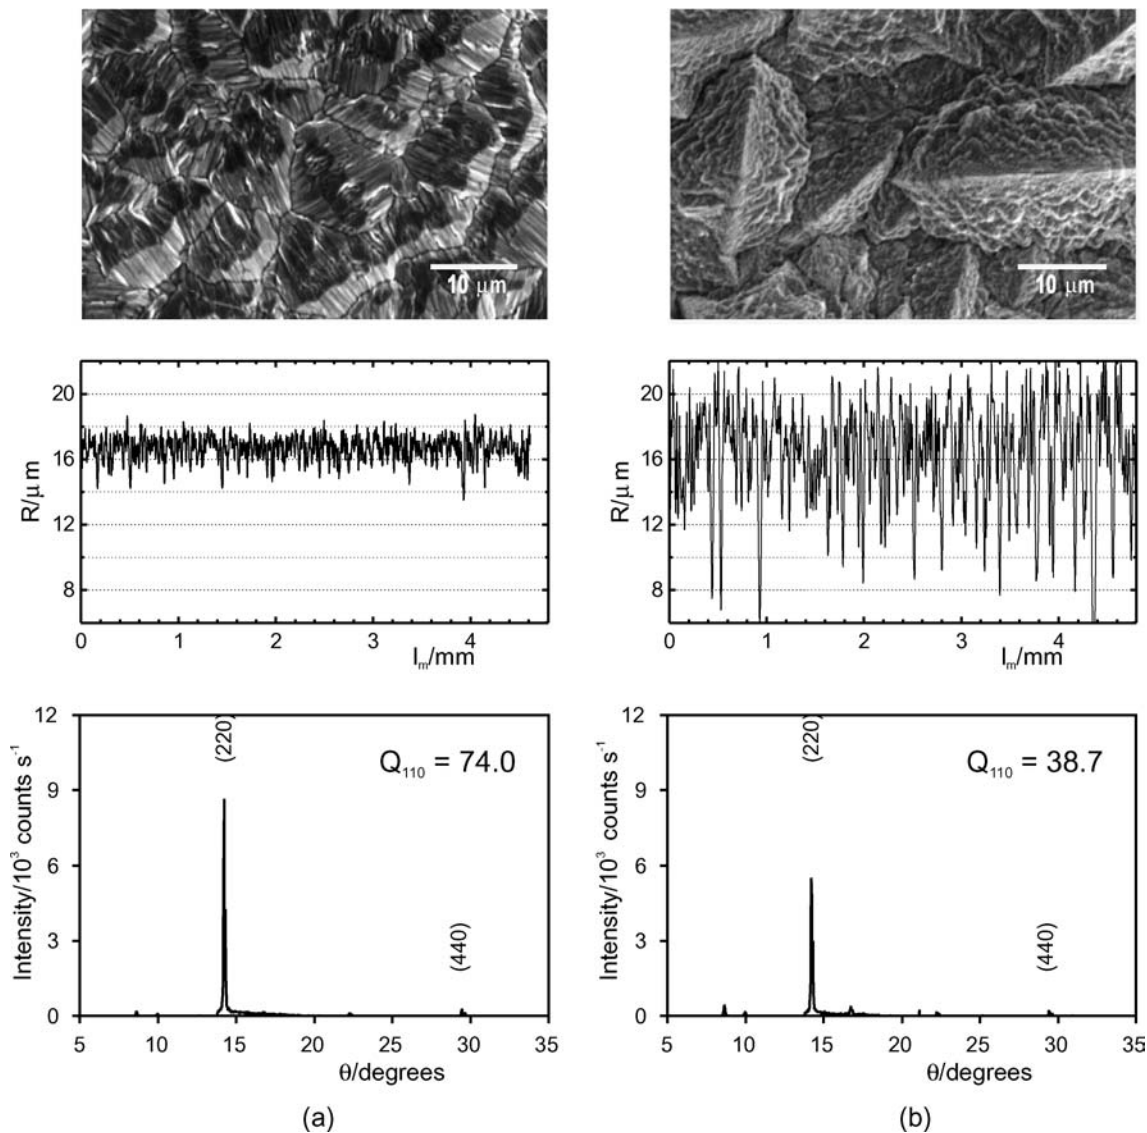 10 μm
10 μm
20
16
12
8
R/μm
0 1 2 3 4
l_m/mm
20
16
12
8
R/μm
0 1 2 3 4
l_m/mm
12
9
6
3
0
Intensity/10³ counts s⁻¹
(220)
Q₁₁₀ = 74.0
(440)
5 10 15 20 25 30 35
θ/degrees
12
9
6
3
0
Intensity/10³ counts s⁻¹
(220)
Q₁₁₀ = 38.7
(440)
5 10 15 20 25 30 35
θ/degrees
(a)
(b)